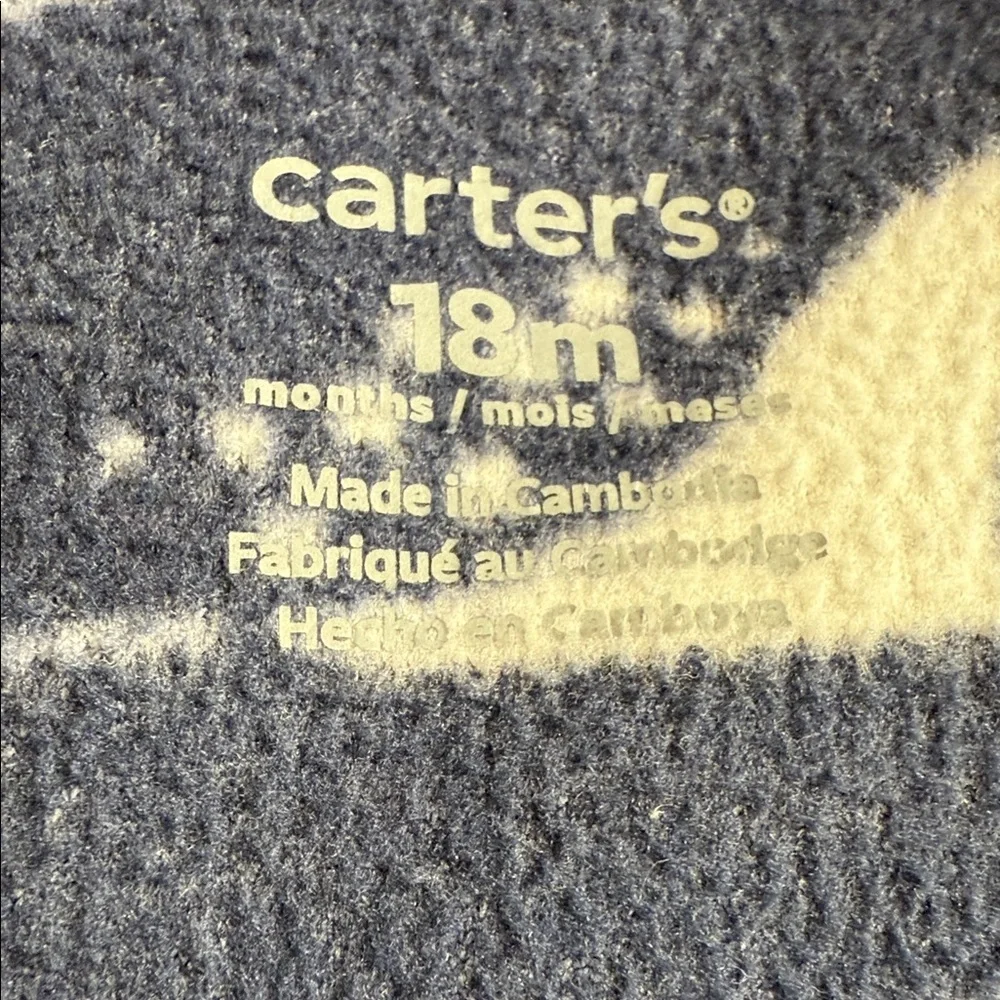 carter's®
18m
months / mois / meses
Made in Cambodia
Fabriqué au Cambodge
Hecho en Camboya